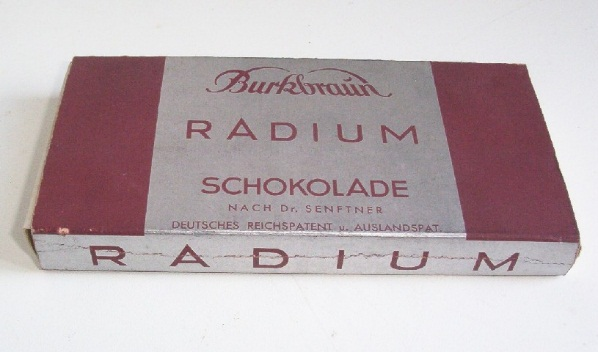 Burkbraun
RADIUM
SCHOKOLADE
NACH Dr. SENFTNER
DEUTSCHES REICHSPATENT u. AUSLANDSPAT.
RADIUM